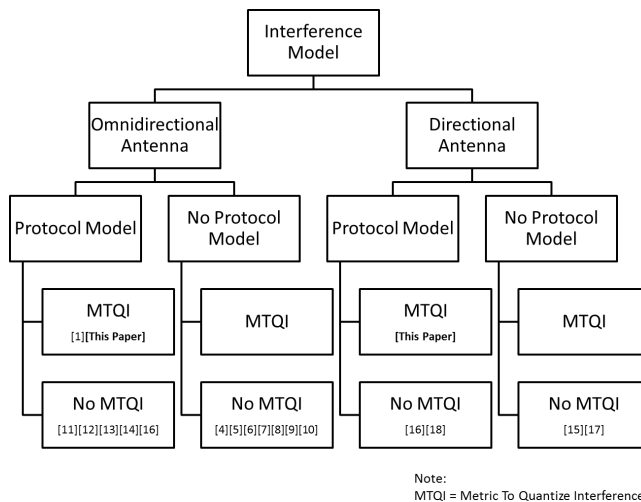 Interference
Model
Omnidirectional
Antenna
Directional
Antenna
Protocol Model
No Protocol
Model
Protocol Model
No Protocol
Model
MTQI
[1][This Paper]
MTQI
MTQI
[This Paper]
MTQI
No MTQI
[11][12][13][14][16]
No MTQI
[4][5][6][7][8][9][10]
No MTQI
[16][18]
No MTQI
[15][17]
Note:
MTQI = Metric To Quantize Interference